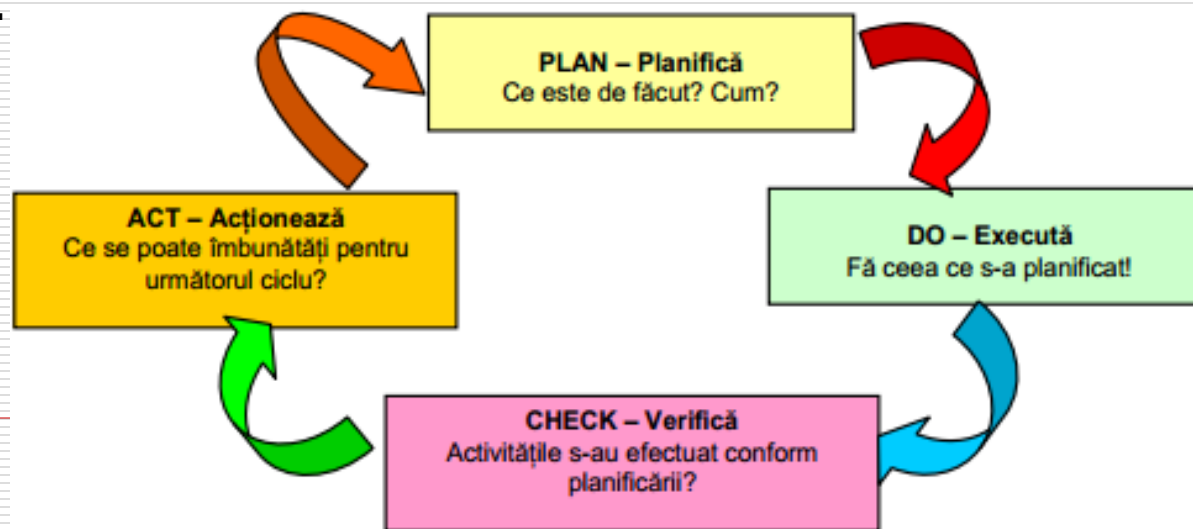 PLAN – Planifică
Ce este de făcut? Cum?
ACT – Acționează
Ce se poate îmbunătăți pentru
următorul ciclu?
DO – Execută
Fă ceea ce s-a planificat!
CHECK – Verifică
Activitățile s-au efectuat conform
planificării?